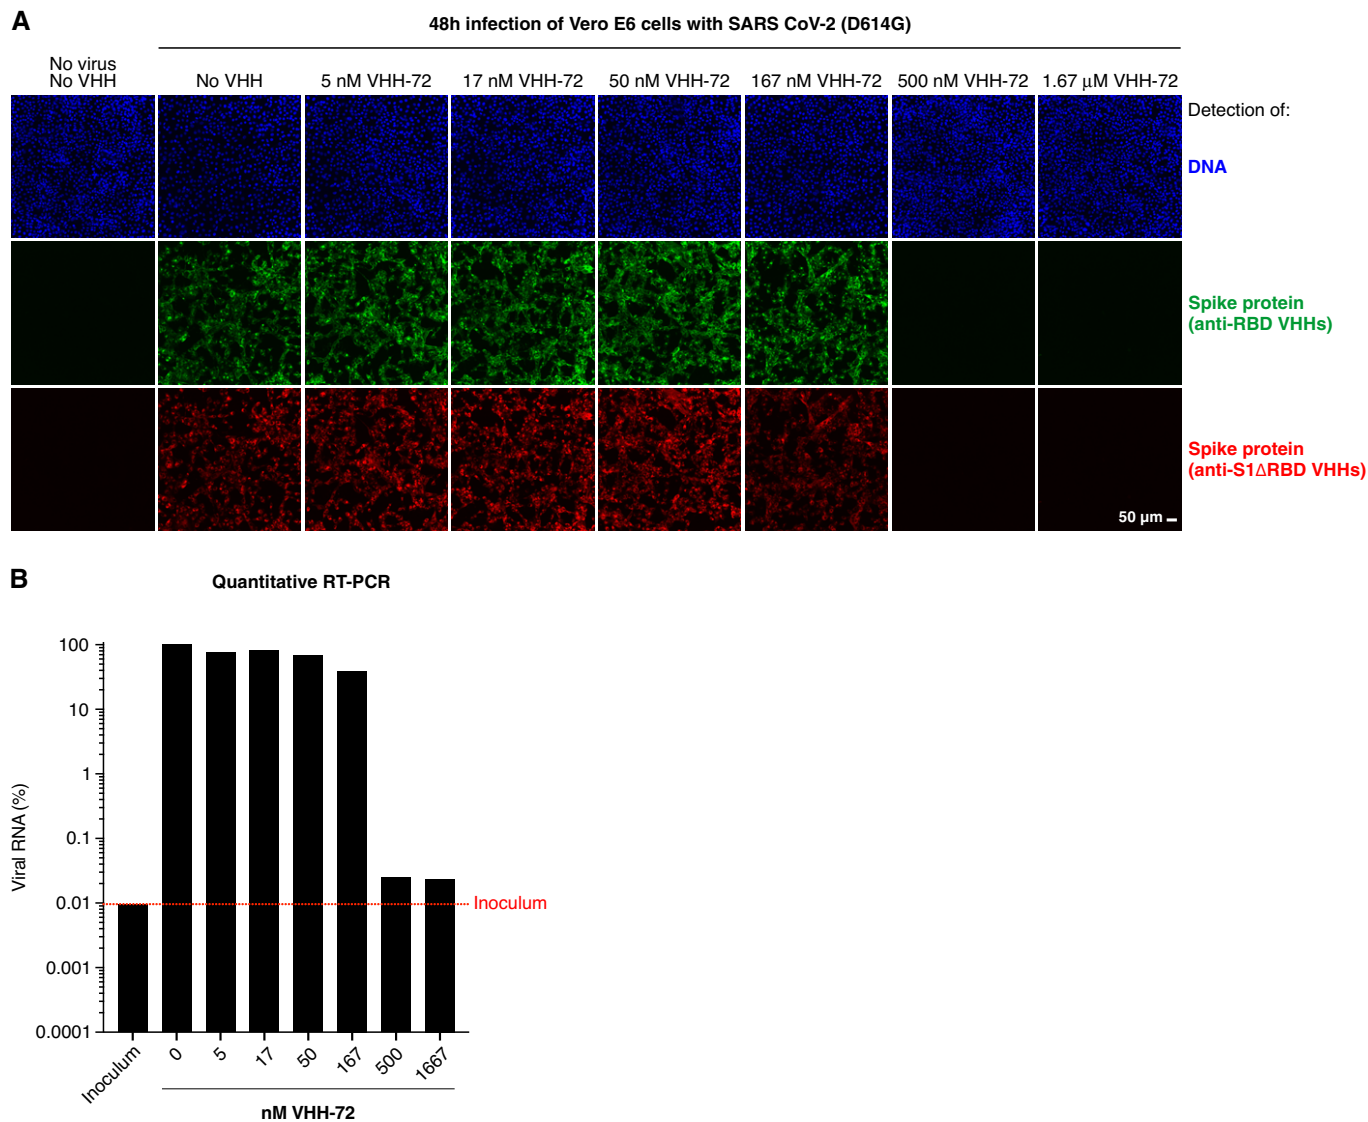 A
48h infection of Vero E6 cells with SARS CoV-2 (D614G)
No virus
No VHH
No VHH
5 nM VHH-72
17 nM VHH-72
50 nM VHH-72
167 nM VHH-72
500 nM VHH-72
1.67 μM VHH-72
Detection of:
DNA
Spike protein
(anti-RBD VHHs)
Spike protein
(anti-S1ΔRBD VHHs)
50 μm
B
Quantitative RT-PCR
Viral RNA (%)
100
10
1
0.1
0.01
0.001
0.0001
Inoculum
Inoculum
0
5
17
50
167
500
1667
nM VHH-72